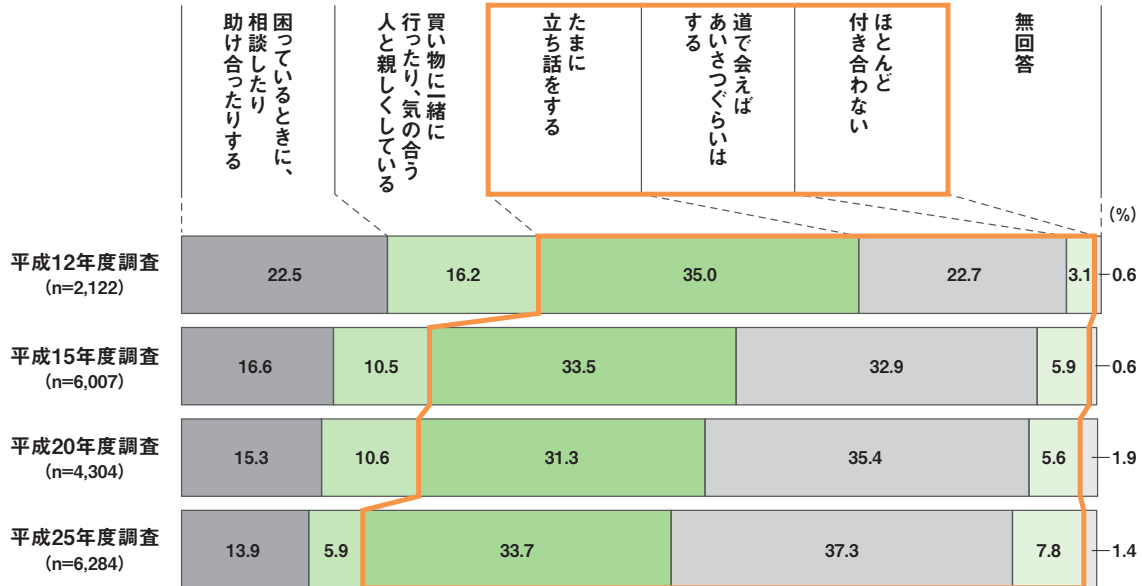 困っているときに、
相談したり
助け合ったりする
買い物に一緒に
行ったり、気の合う
人と親しくしている
たまに
立ち話をする
道で会えば
あいさつぐらいは
する
ほとんど
付き合わない
無回答
(%)
平成12年度調査
(n=2,122)
22.5 16.2 35.0 22.7 3.1 0.6
平成15年度調査
(n=6,007)
16.6 10.5 33.5 32.9 5.9 0.6
平成20年度調査
(n=4,304)
15.3 10.6 31.3 35.4 5.6 1.9
平成25年度調査
(n=6,284)
13.9 5.9 33.7 37.3 7.8 1.4